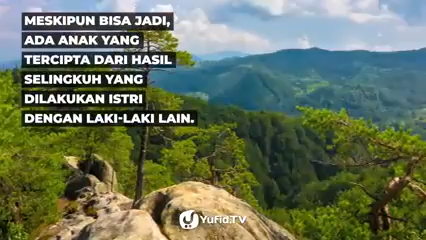 MESKIPUN BISA JADI,
ADA ANAK YANG
TERCIPTA DARI HASIL
SELINGKUH YANG
DILAKUKAN ISTRI
DENGAN LAKI-LAKI LAIN.
YUFID.TV